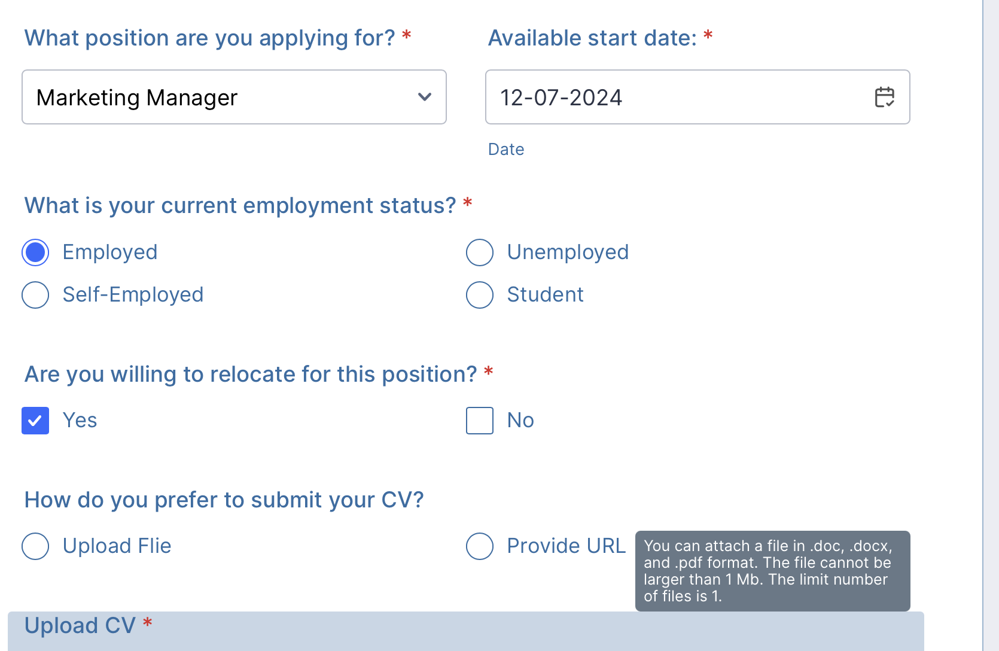 What position are you applying for? *
Available start date: *
Marketing Manager
12-07-2024
Date
What is your current employment status? *
Employed
Unemployed
Self-Employed
Student
Are you willing to relocate for this position? *
Yes
No
How do you prefer to submit your CV?
Upload Flie
Provide URL
You can attach a file in .doc, .docx,
and .pdf format. The file cannot be
larger than 1 Mb. The limit number
of files is 1.
Upload CV *